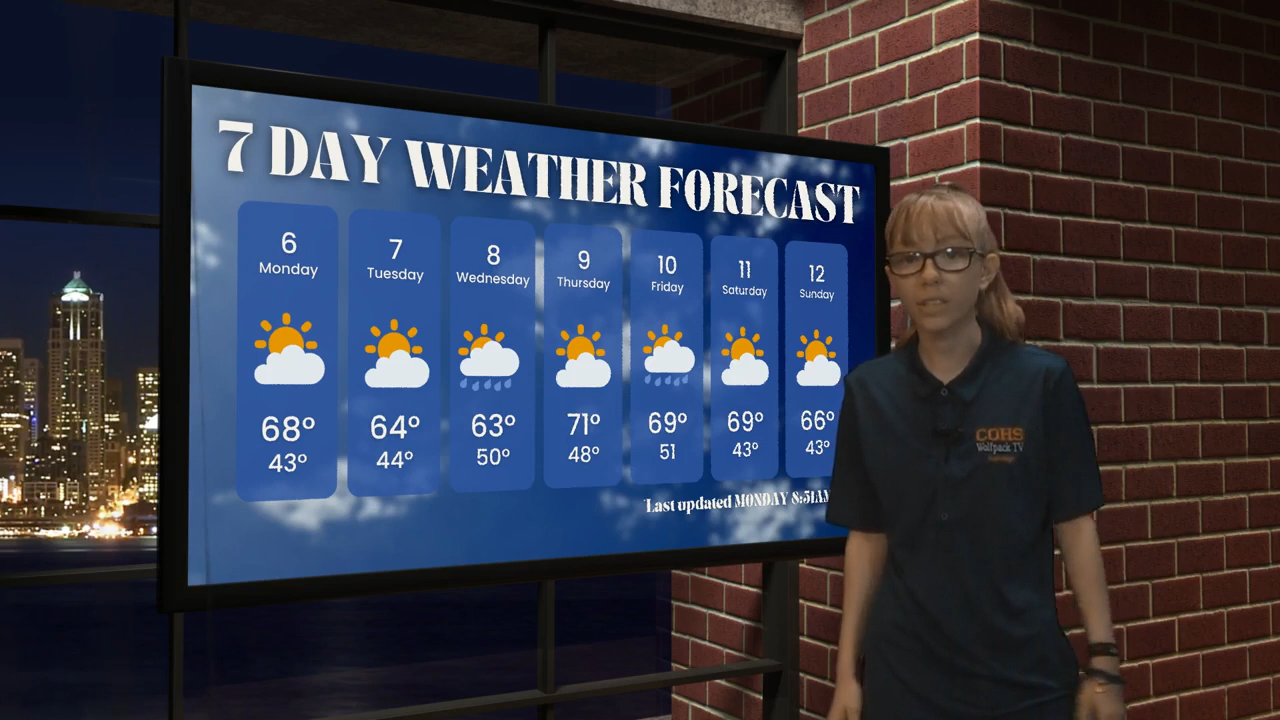 7 DAY WEATHER FORECAST
6 7 8 9 10 11 12
Monday Tuesday Wednesday Thursday Friday Saturday Sunday
68° 64° 63° 71° 69° 69° 66°
43° 44° 50° 48° 51 43° 43°
Last updated MONDAY 8:51AM
COHS
Wolfpack TV